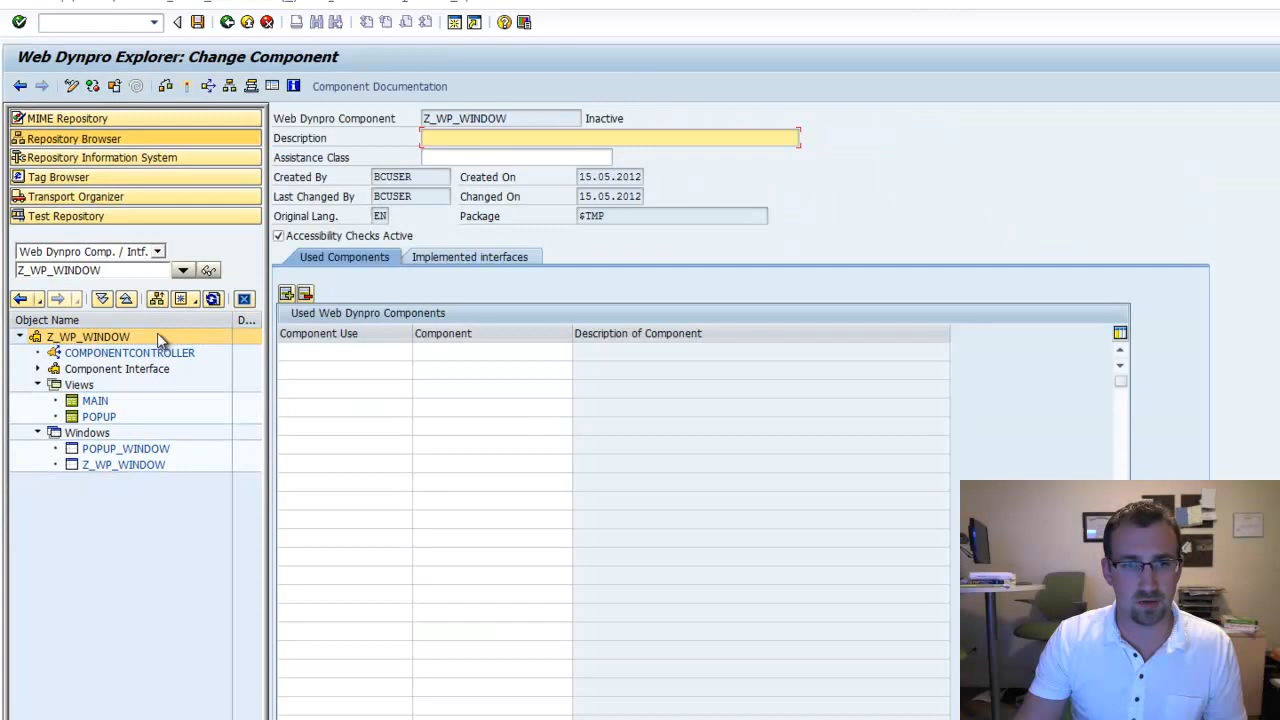 Web Dynpro Explorer: Change Component
Component Documentation
MIME Repository
Repository Browser
Repository Information System
Tag Browser
Transport Organizer
Test Repository
Web Dynpro Comp. / Intf.
Z_WP_WINDOW
Object Name D...
Z_WP_WINDOW
COMPONENTCONTROLLER
Component Interface
Views
MAIN
POPUP
Windows
POPUP_WINDOW
Z_WP_WINDOW
Web Dynpro Component Z_WP_WINDOW Inactive
Description
Assistance Class
Created By BCUSER Created On 15.05.2012
Last Changed By BCUSER Changed On 15.05.2012
Original Lang. EN Package $TMP
Accessibility Checks Active
Used Components Implemented interfaces
Used Web Dynpro Components
Component Use Component Description of Component